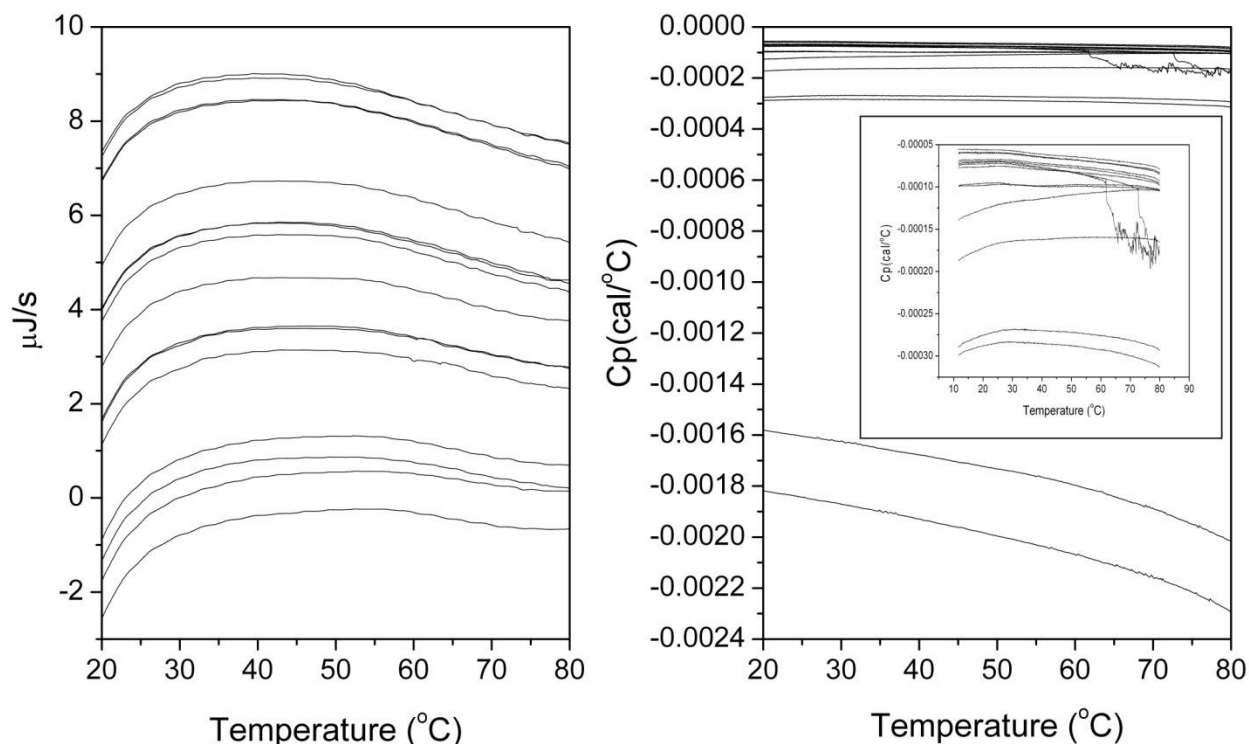 10
8
6
4
2
0
-2
μJ/s
20 30 40 50 60 70 80
Temperature (°C)
0.0000
-0.0002
-0.0004
-0.0006
-0.0008
-0.0010
-0.0012
-0.0014
-0.0016
-0.0018
-0.0020
-0.0022
-0.0024
Cp(cal/°C)
20 30 40 50 60 70 80
Temperature (°C)
-0.00005
-0.00010
-0.00015
-0.00020
-0.00025
-0.00030
Cp(cal/°C)
10 20 30 40 50 60 70 80 90
Temperature (°C)